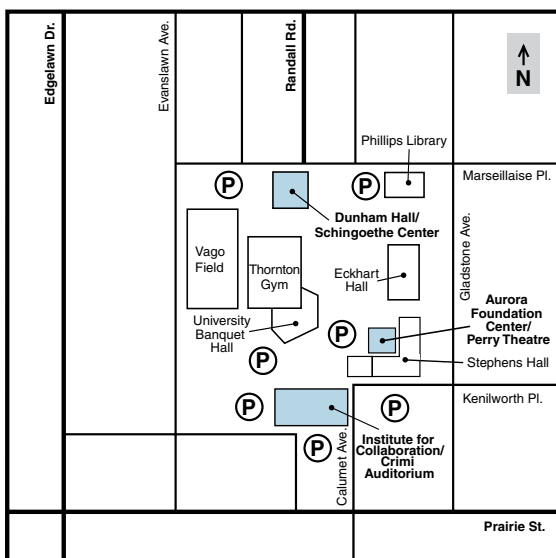 Edgelawn Dr.
Evanslawn Ave.
Randall Rd.
N
Phillips Library
P
P
Marseillaise Pl.
Dunham Hall/
Schingoethe Center
Vago
Field
Thornton
Gym
Eckhart
Hall
Gladstone Ave.
University
Banquet
Hall
Aurora
Foundation
Center/
Perry Theatre
P
P
Stephens Hall
P
P
Kenilworth Pl.
P
Calumet Ave.
Institute for
Collaboration/
Crimi
Auditorium
Prairie St.